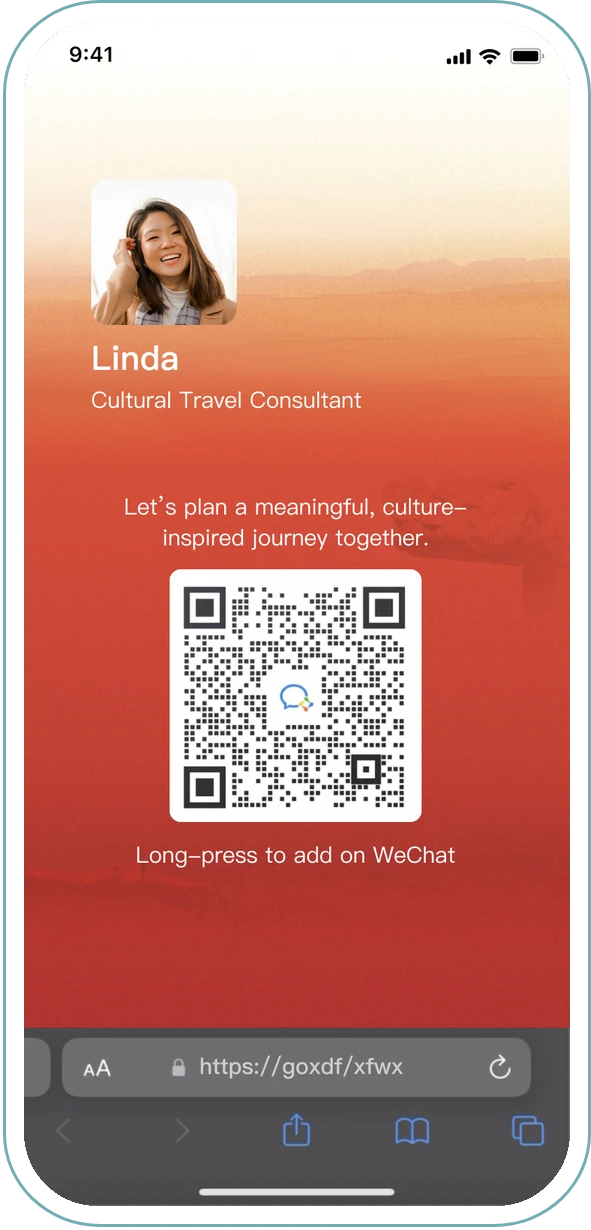 9:41
Linda
Cultural Travel Consultant
Let’s plan a meaningful, culture–
inspired journey together.
Long–press to add on WeChat
AA
https://goxdf/xfwx